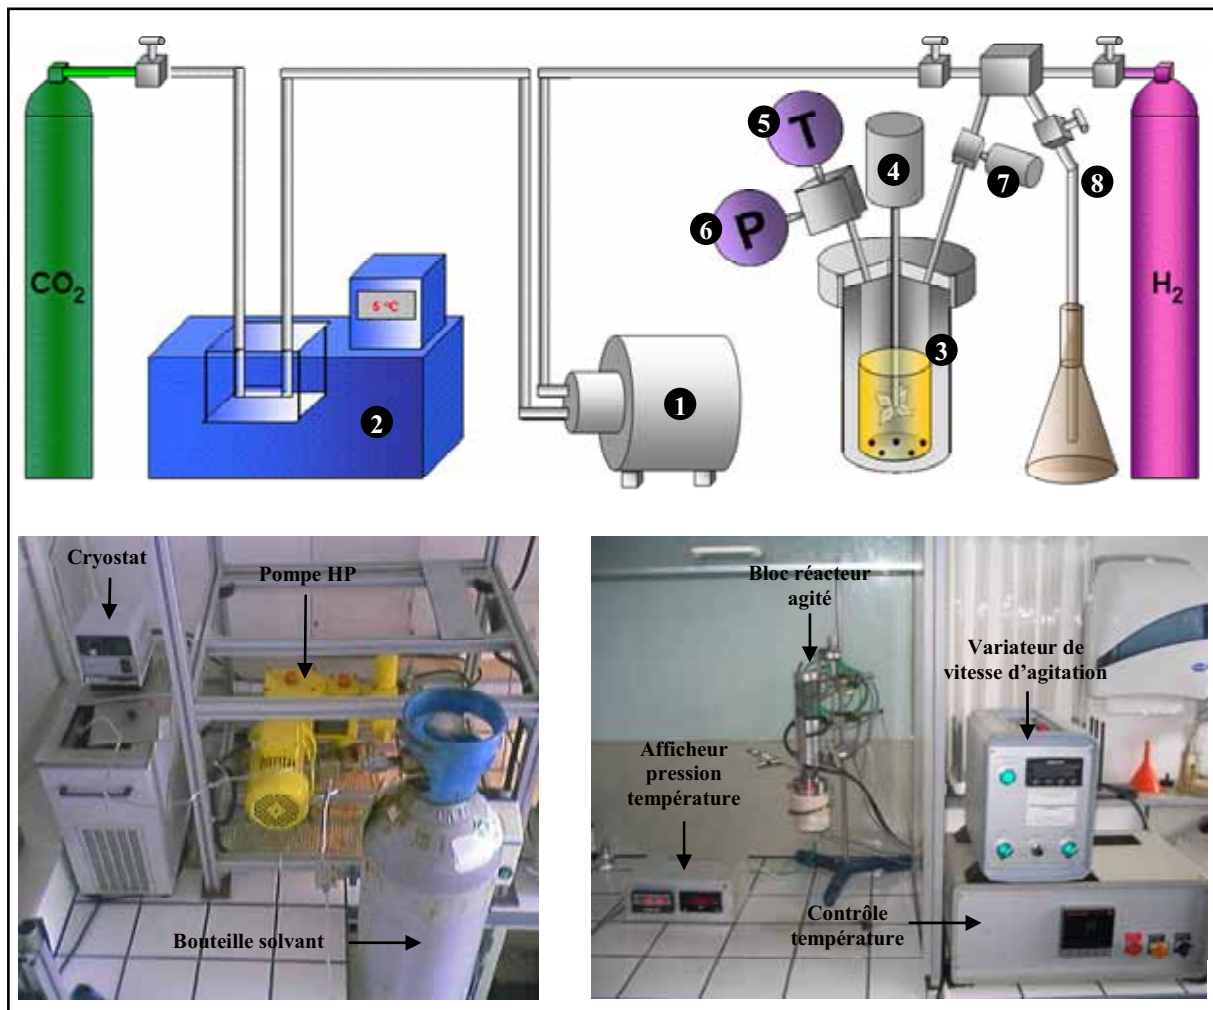 CO2
5 °C
2
1
5
T
6
P
4
3
7
8
H2
Cryostat
Pompe HP
Bouteille solvant
Bloc réacteur
agité
Variateur de
vitesse d'agitation
Afficheur
pression
température
Contrôle
température